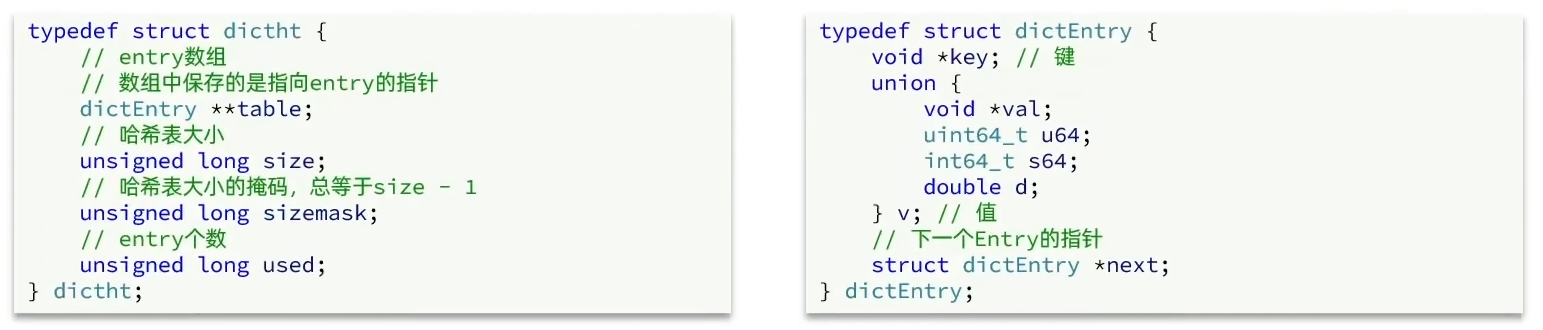 typedef struct dictht {
    // entry数组
    // 数组中保存的是指向entry的指针
    dictEntry **table;
    // 哈希表大小
    unsigned long size;
    // 哈希表大小的掩码，总等于size - 1
    unsigned long sizemask;
    // entry个数
    unsigned long used;
} dictht;
typedef struct dictEntry {
    void *key; // 键
    union {
        void *val;
        uint64_t u64;
        int64_t s64;
        double d;
    } v; // 值
    // 下一个Entry的指针
    struct dictEntry *next;
} dictEntry;